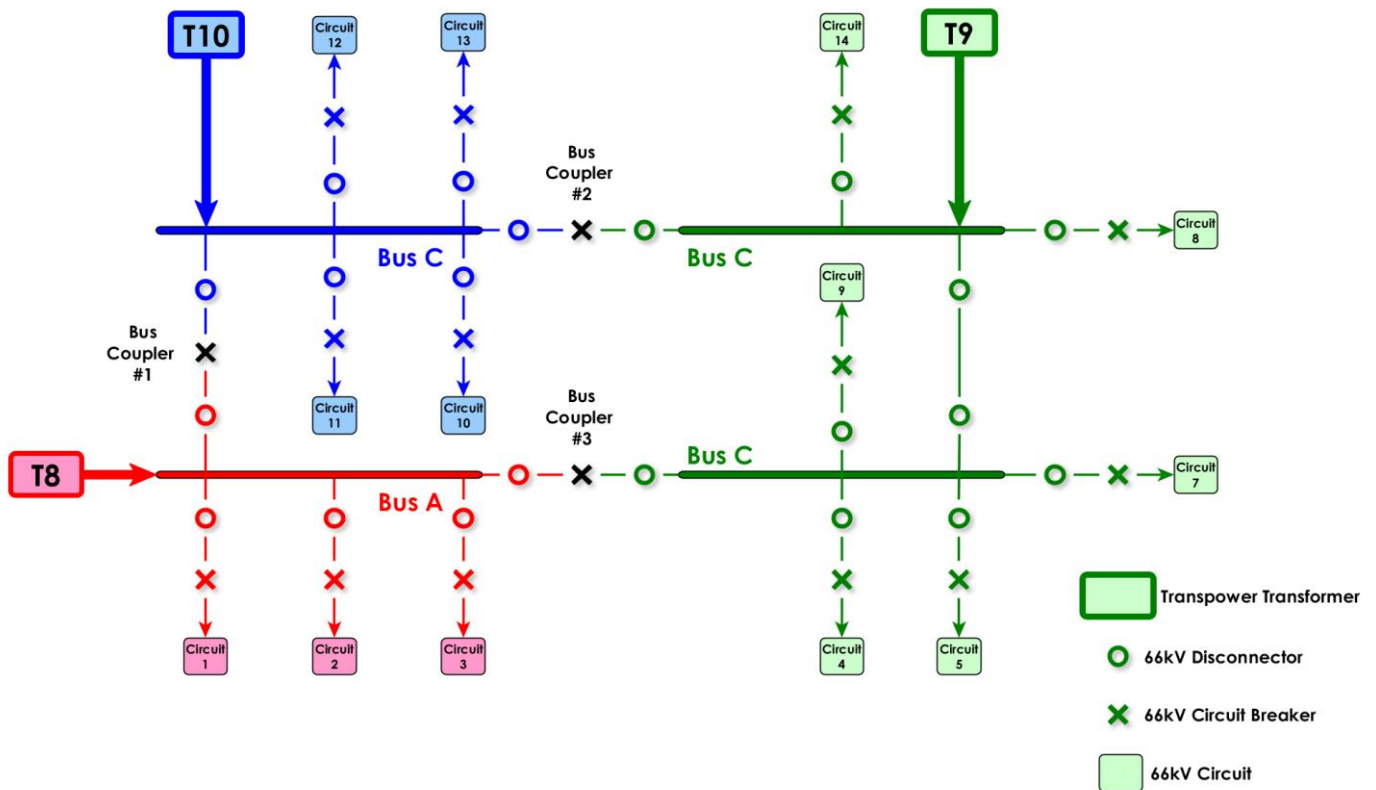 T10
Circuit
12
Circuit
13
Circuit
14
T9
Bus
Coupler
#2
Circuit
8
Bus C
Bus C
Circuit
9
Bus
Coupler
#1
Circuit
11
Circuit
10
Bus
Coupler
#3
T8
Bus C
Circuit
7
Bus A
Circuit
1
Circuit
2
Circuit
3
Circuit
4
Circuit
5
Transpower Transformer
66kV Disconnector
66kV Circuit Breaker
66kV Circuit